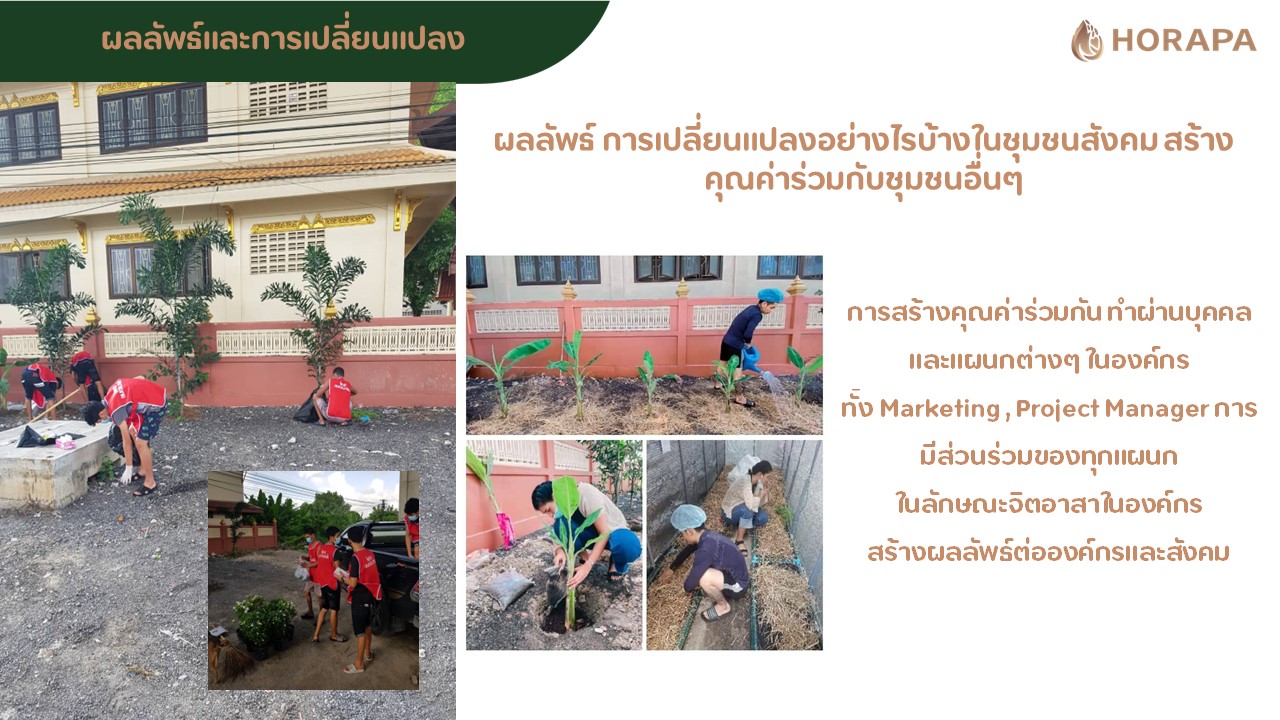 ผลลัพธ์และการเปลี่ยนแปลง
HORAPA
ผลลัพธ์ การเปลี่ยนแปลงอย่างไรบ้างในชุมชนสังคม สร้าง
คุณค่าร่วมกับชุมชนอื่นๆ
การสร้างคุณค่าร่วมกัน ทำผ่านบุคคล
และแผนกต่างๆ ในองค์กร
ทั้ง Marketing , Project Manager การ
มีส่วนร่วมของทุกแผนก
ในลักษณะจิตอาสาในองค์กร
สร้างผลลัพธ์ต่อองค์กรและสังคม